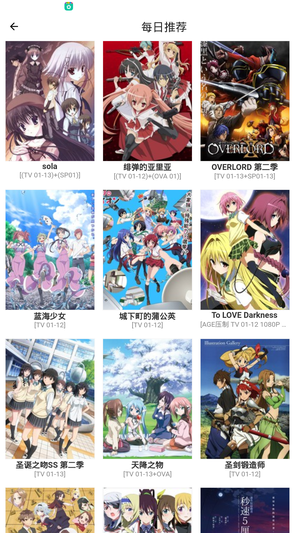 每日推荐
sola
[(TV 01-13)+(SP01)]
绯弹的亚里亚
[(TV 01-12)+(OVA 01)]
OVERLORD
OVERLORD 第二季
[TV 01-13+SP01-13]
蓝海少女
[TV 01-12]
城下町的蒲公英
[TV 01-12]
To LOVE Darkness
[AGE压制 TV 01-12 1080P ...
圣诞之吻SS 第二季
[TV 01-13]
天降之物
[TV 01-13+OVA]
Illustration Gallery
圣剑锻造师
[TV 01-12]
秒速5厘